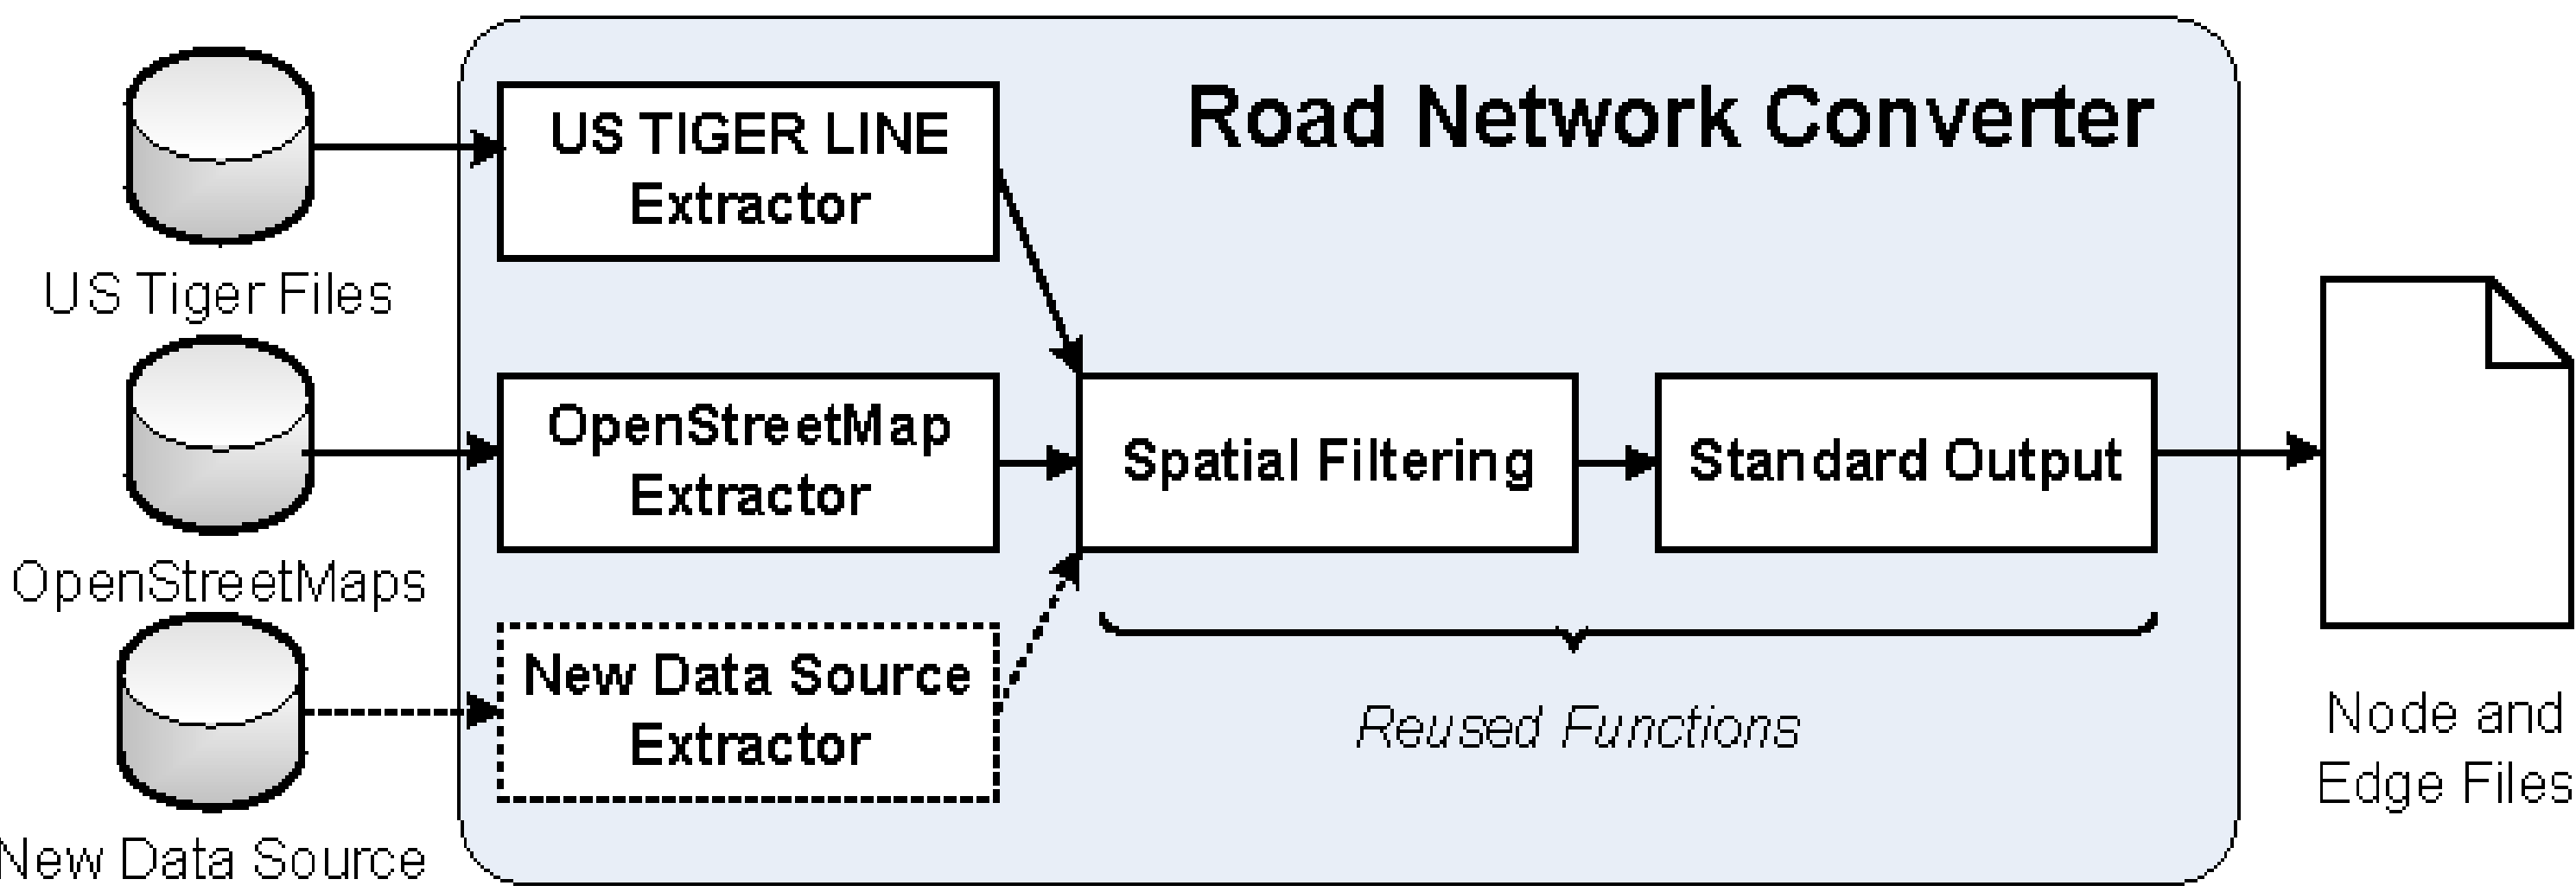 Road Network Converter
US TIGER LINE
Extractor
US Tiger Files
OpenStreetMap
Extractor
Spatial Filtering
Standard Output
OpenStreetMaps
New Data Source
Extractor
Reused Functions
Node and
Edge Files
New Data Source